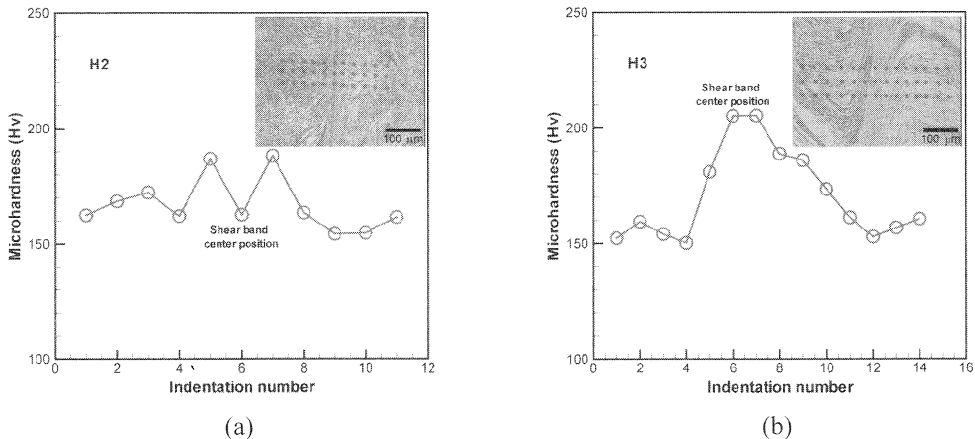 250
200
150
100
Microhardness (Hv)
H2
100 μm
Shear band
center position
0 2 4 6 8 10 12
Indentation number
(a)
250
200
150
100
Microhardness (Hv)
H3
100 μm
Shear band
center position
0 2 4 6 8 10 12 14 16
Indentation number
(b)